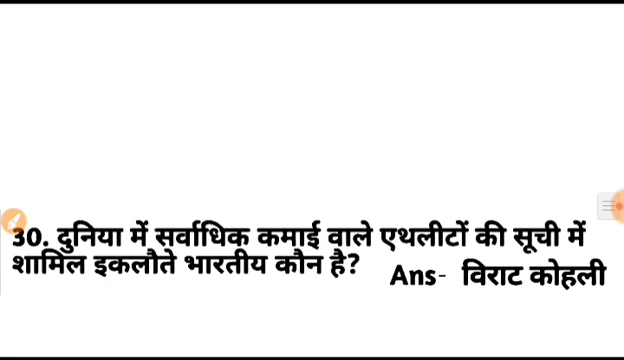 30. दुनिया में सर्वाधिक कमाई वाले एथलीटों की सूची में
शामिल इकलौते भारतीय कौन है? Ans- विराट कोहली